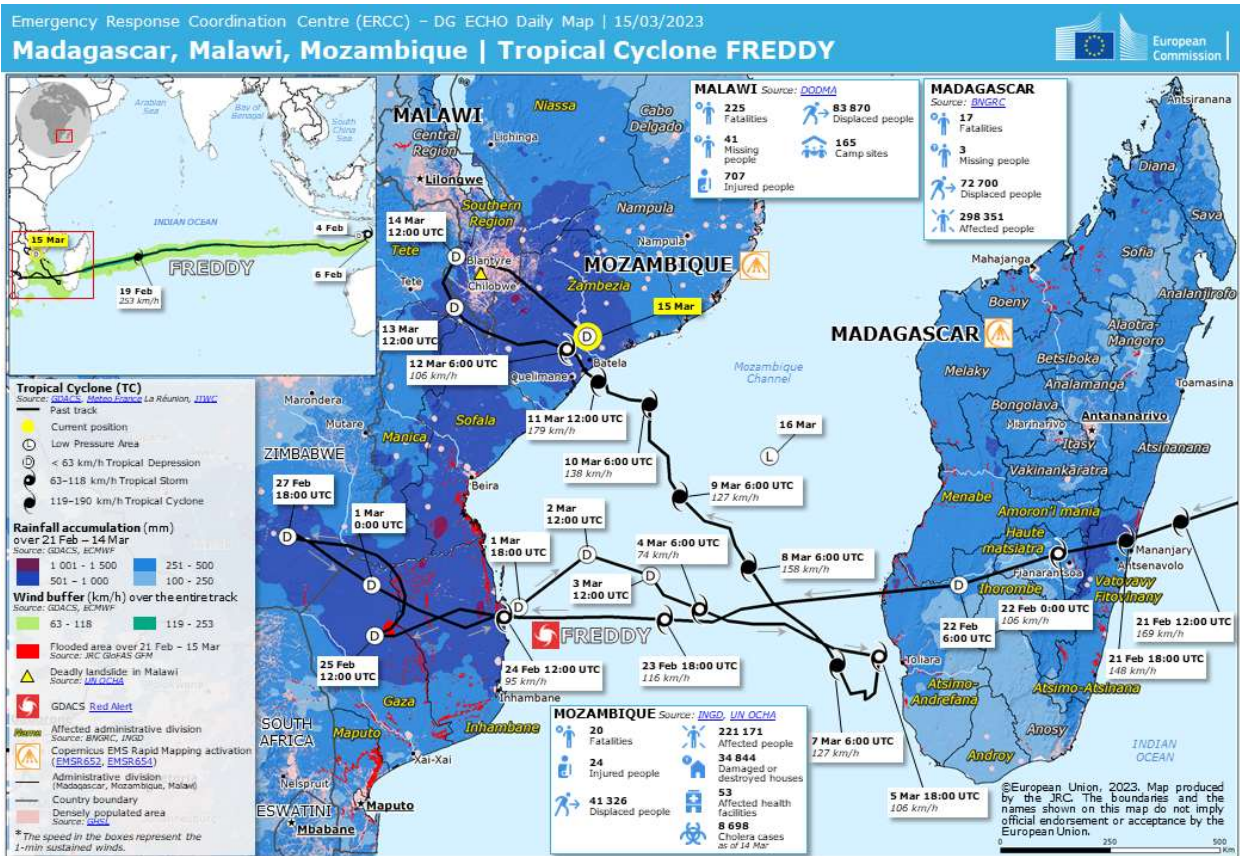 Emergency Response Coordination Centre (ERCC) – DG ECHO Daily Map | 15/03/2023
Madagascar, Malawi, Mozambique | Tropical Cyclone FREDDY
European
Commission
Arabian
Sea
Bay of
Bengal
South
China
Sea
INDIAN OCEAN
15 Mar
FREDDY
4 Feb
6 Feb
19 Feb
253 km/h
MALAWI Source: DODMA
225
Fatalities
41
Missing
people
707
Injured people
83 870
Displaced people
165
Camp sites
MADAGASCAR
Source: BNGRC
17
Fatalities
3
Missing people
72 700
Displaced people
298 351
Affected people
MALAWI
Central
Region
Lilongwe
Southern
Region
Niassa
Lichinga
Cabo
Delgado
Nampula
Nampula
MOZAMBIQUE
Zambezia
Tete
Tete
Blantyre
Chilobwe
Batela
Quelimane
14 Mar
12:00 UTC
13 Mar
12:00 UTC
15 Mar
12 Mar 6:00 UTC
106 km/h
11 Mar 12:00 UTC
179 km/h
10 Mar 6:00 UTC
138 km/h
9 Mar 6:00 UTC
127 km/h
16 Mar
Mozambique
Channel
8 Mar 6:00 UTC
158 km/h
Marondera
Mutare
ZIMBABWE
Manica
Sofala
Beira
27 Feb
18:00 UTC
1 Mar
0:00 UTC
1 Mar
18:00 UTC
2 Mar
12:00 UTC
3 Mar
12:00 UTC
4 Mar 6:00 UTC
74 km/h
25 Feb
12:00 UTC
24 Feb 12:00 UTC
95 km/h
FREDDY
23 Feb 18:00 UTC
116 km/h
7 Mar 6:00 UTC
127 km/h
5 Mar 18:00 UTC
106 km/h
22 Feb
6:00 UTC
22 Feb 0:00 UTC
106 km/h
21 Feb 18:00 UTC
148 km/h
21 Feb 12:00 UTC
169 km/h
Inhambane
Inhambane
Gaza
Maputo
Xai-Xai
Maputo
SOUTH
AFRICA
Nelspruit
ESWATINI
Mbabane
Antsiranana
Diana
Sava
Sofia
Mahajanga
Boeny
Analanjirofo
MADAGASCAR
Alaotra-
Mangoro
Betsiboka
Melaky
Analamanga
Toamasina
Bongolava
Antananarivo
Miarinarivo
Itasy
Atsinanana
Vakinankaratra
Menabe
Amoron'I mania
Haute
matsiatra
Mananjary
Antsenavolo
Fianarantsoa
Ihorombe
Vatovavy
Fitovinany
Toliara
Atsimo-
Andrefana
Atsimo-Atsinana
Anosy
Androy
INDIAN
OCEAN
Tropical Cyclone (TC)
Source: GDACS, Meteo France La Réunion, JTWC
Past track
Current position
L Low Pressure Area
D < 63 km/h Tropical Depression
63–118 km/h Tropical Storm
119–190 km/h Tropical Cyclone
Rainfall accumulation (mm)
over 21 Feb – 14 Mar
Source: GDACS, ECMWF
1 001 - 1 500
251 - 500
501 – 1 000
100 - 250
Wind buffer (km/h) over the entire track
Source: GDACS, ECMWF
63 - 118
119 - 253
Flooded area over 21 Feb – 15 Mar
Source: JRC GloFAS GFM
Deadly landslide in Malawi
Source: UN OCHA
GDACS Red Alert
Name Affected administrative division
Source: BNGRC, INGD
Copernicus EMS Rapid Mapping activation
(EMSR652, EMSR654)
Administrative division
(Madagascar, Mozambique, Malawi)
Country boundary
Densely populated area
Source: GHSL
*The speed in the boxes represent the
1-min sustained winds.
MOZAMBIQUE Source: INGD, UN OCHA
20
Fatalities
24
Injured people
41 326
Displaced people
221 171
Affected people
34 844
Damaged or
destroyed houses
53
Affected health
facilities
8 698
Cholera cases
as of 14 Mar
©European Union, 2023. Map produced
by the JRC. The boundaries and the
names shown on this map do not imply
official endorsement or acceptance by the
European Union.
0 250 500
Km